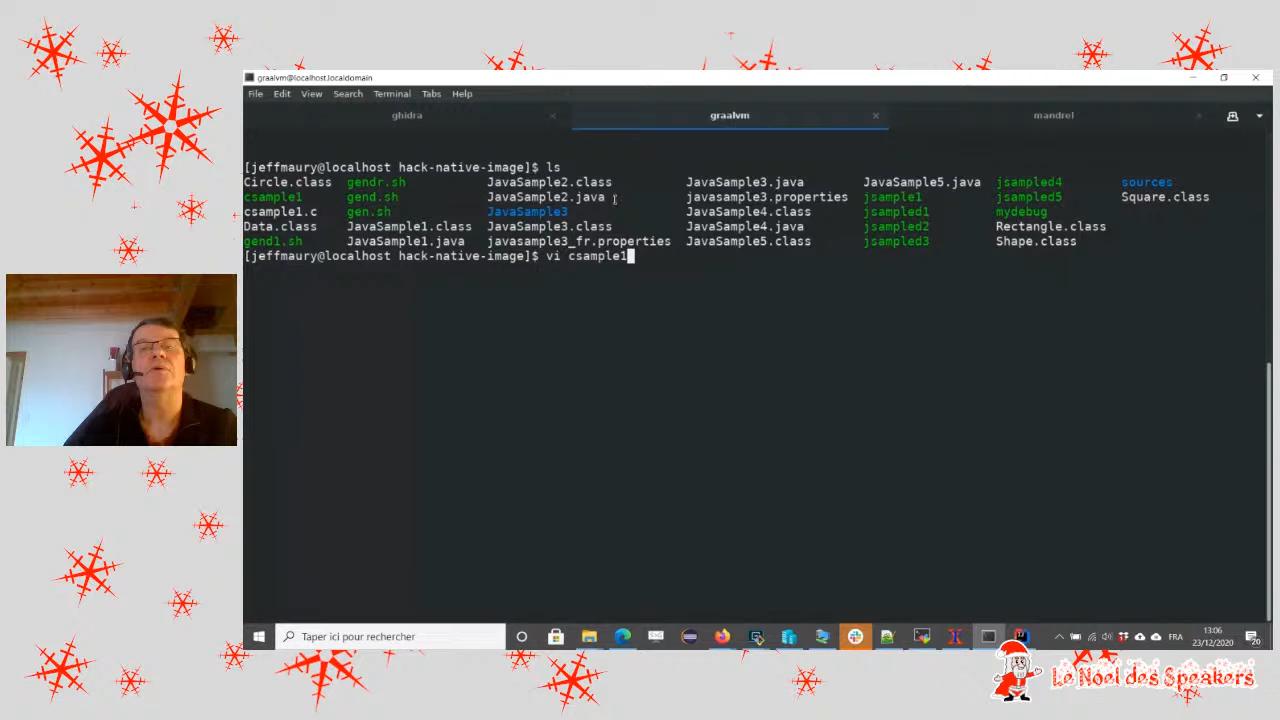 graalvm@localhost.localdomain
File Edit View Search Terminal Tabs Help
ghidra graalvm mandrel
[jeffmaury@localhost hack-native-image]$ ls
Circle.class gendr.sh JavaSample2.class JavaSample3.java JavaSample5.java jsampled4 sources
csample1 gend.sh JavaSample2.java javasample3.properties jsample1 jsampled5 Square.class
csample1.c gen.sh JavaSample3 JavaSample4.class jsampled1 mydebug
Data.class JavaSample1.class JavaSample3.class JavaSample4.java jsampled2 Rectangle.class
gend1.sh JavaSample1.java javasample3_fr.properties JavaSample5.class jsampled3 Shape.class
[jeffmaury@localhost hack-native-image]$ vi csample1
Taper ici pour rechercher
FRA
13:06
23/12/2020
20
Le Noel des Speakers